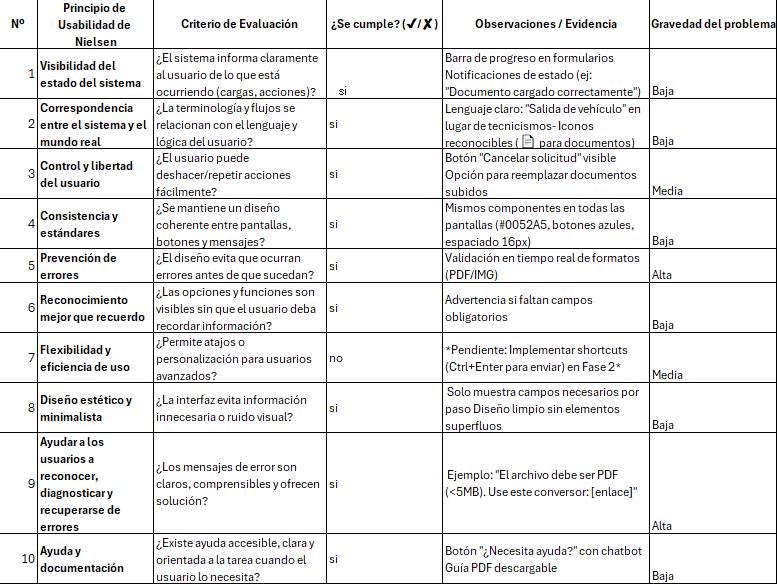 Nº Principio de Usabilidad de Nielsen Criterio de Evaluación ¿Se cumple? (✔/✘) Observaciones / Evidencia Gravedad del problema
1 Visibilidad del estado del sistema ¿El sistema informa claramente al usuario de lo que está ocurriendo (cargas, acciones)? si Barra de progreso en formularios Notificaciones de estado (ej: "Documento cargado correctamente") Baja
2 Correspondencia entre el sistema y el mundo real ¿La terminología y flujos se relacionan con el lenguaje y lógica del usuario? si Lenguaje claro: "Salida de vehículo" en lugar de tecnicismos- Iconos reconocibles (📄 para documentos) Baja
3 Control y libertad del usuario ¿El usuario puede deshacer/repetir acciones fácilmente? si Botón "Cancelar solicitud" visible Opción para reemplazar documentos subidos Media
4 Consistencia y estándares ¿Se mantiene un diseño coherente entre pantallas, botones y mensajes? si Mismos componentes en todas las pantallas (#0052A5, botones azules, espaciado 16px) Baja
5 Prevención de errores ¿El diseño evita que ocurran errores antes de que sucedan? si Validación en tiempo real de formatos (PDF/IMG) Alta
6 Reconocimiento mejor que recuerdo ¿Las opciones y funciones son visibles sin que el usuario deba recordar información? si Advertencia si faltan campos obligatorios Baja
7 Flexibilidad y eficiencia de uso ¿Permite atajos o personalización para usuarios avanzados? no *Pendiente: Implementar shortcuts (Ctrl+Enter para enviar) en Fase 2* Media
8 Diseño estético y minimalista ¿La interfaz evita información innecesaria o ruido visual? si Solo muestra campos necesarios por paso Diseño limpio sin elementos superfluos Baja
9 Ayudar a los usuarios a reconocer, diagnosticar y recuperarse de errores ¿Los mensajes de error son claros, comprensibles y ofrecen solución? si Ejemplo: "El archivo debe ser PDF (<5MB). Use este conversor: [enlace]" Alta
10 Ayuda y documentación ¿Existe ayuda accesible, clara y orientada a la tarea cuando el usuario lo necesita? si Botón "¿Necesita ayuda?" con chatbot Guía PDF descargable Baja